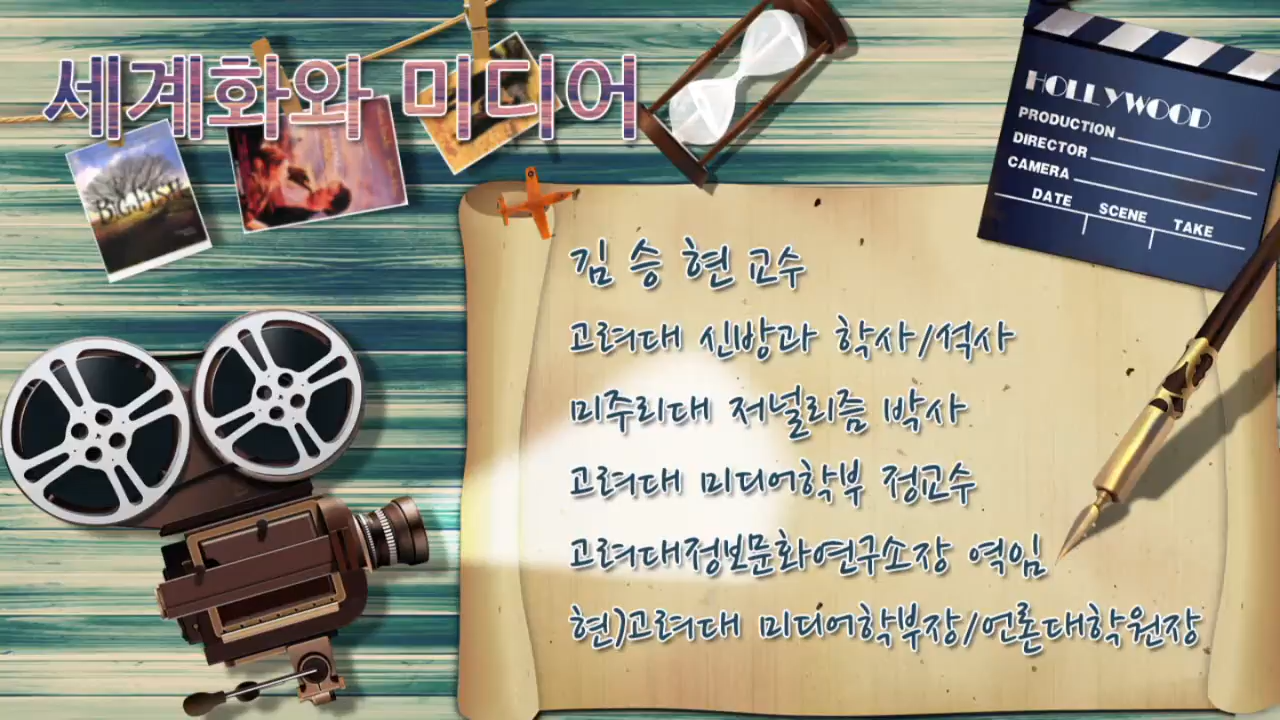 세계화와 미디어
BIG FISH
HOLLYWOOD
PRODUCTION
DIRECTOR
CAMERA
DATE SCENE TAKE
김승현 교수
고려대 신방과 학사/석사
미주리대 저널리즘 박사
고려대 미디어학부 정교수
고려대정보문화연구소장 역임
현)고려대 미디어학부장/언론대학원장